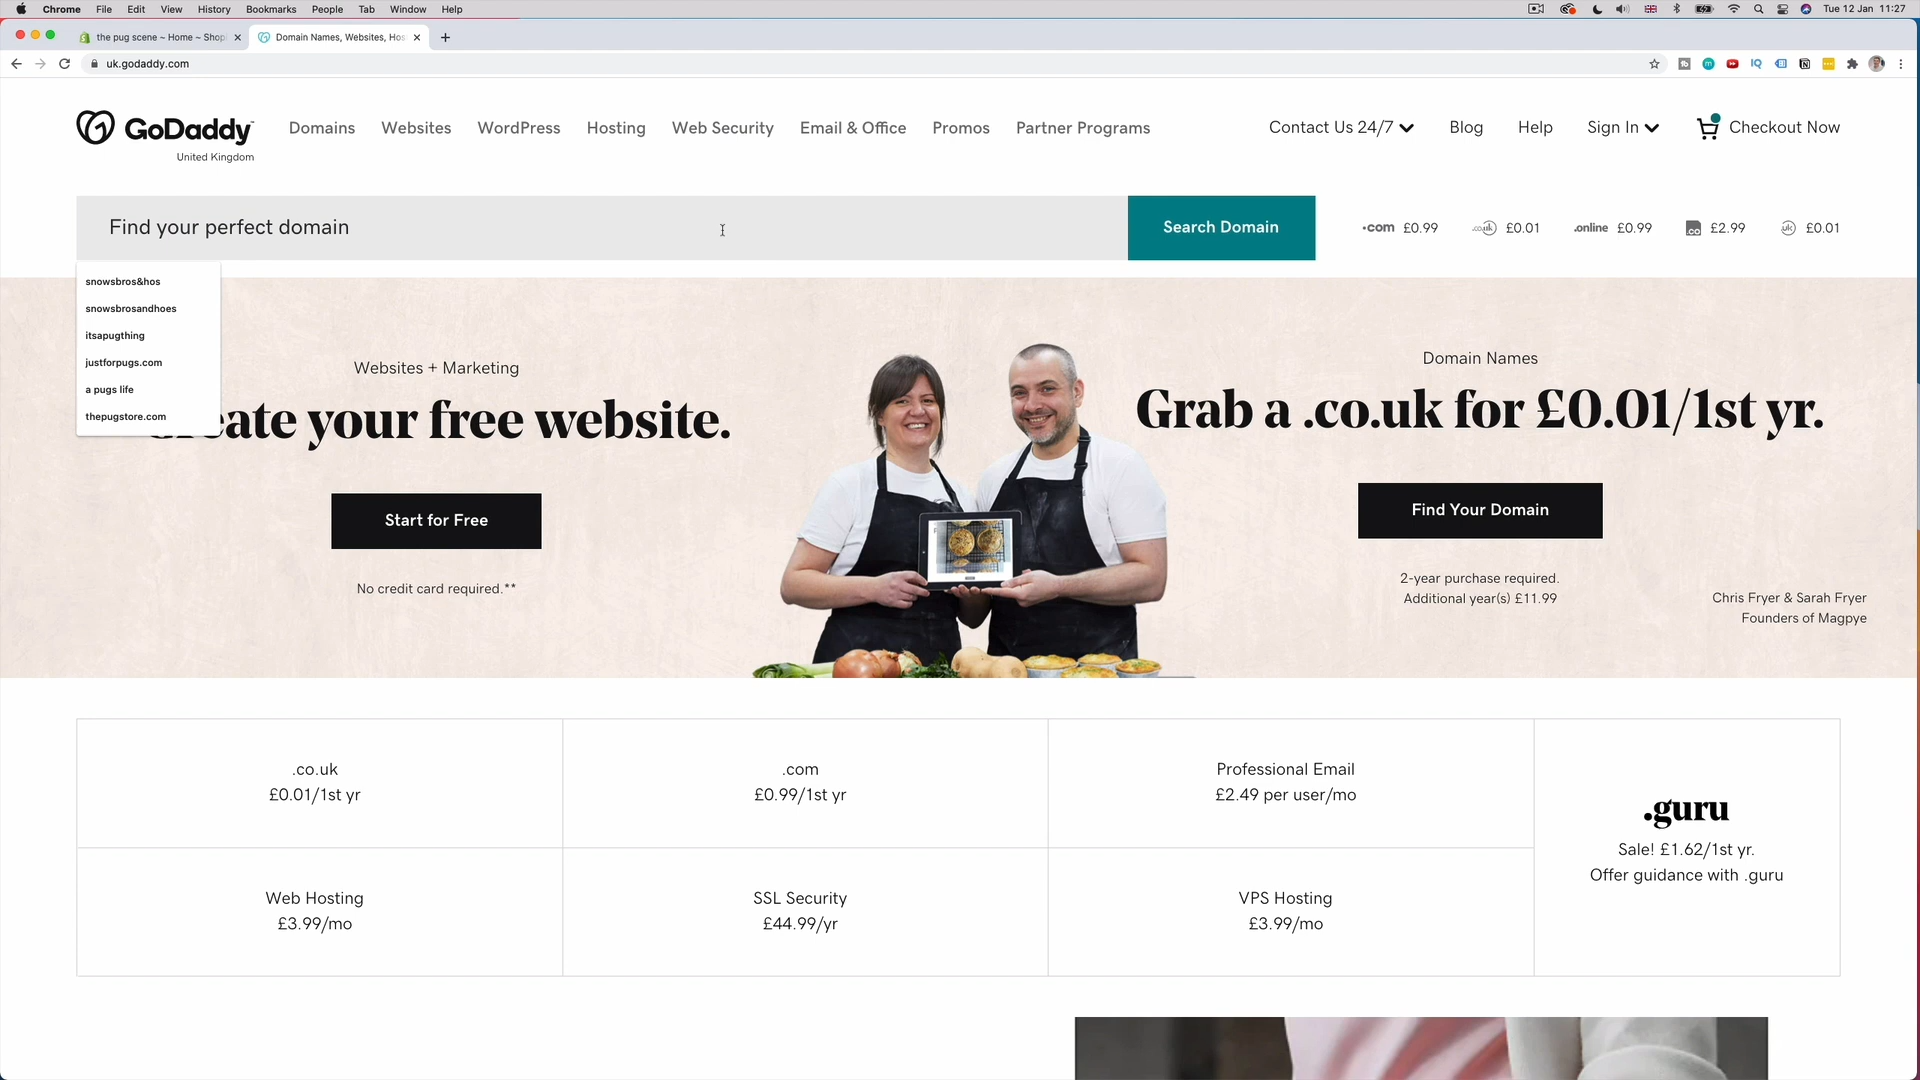 Chrome File Edit View History Bookmarks People Tab Window Help
Tue 12 Jan 11:27
the pug scene ~ Home ~ Shop
Domain Names, Websites, Hos
uk.godaddy.com
GoDaddy
United Kingdom
Domains Websites WordPress Hosting Web Security Email & Office Promos Partner Programs
Contact Us 24/7 Blog Help Sign In Checkout Now
Find your perfect domain
Search Domain
.com £0.99 .co.uk £0.01 .online £0.99 .co £2.99 .uk £0.01
snowsbros&hos
snowsbrosandhoes
itsapugthing
justforpugs.com
a pugs life
thepugstore.com
Websites + Marketing
eate your free website.
Start for Free
No credit card required.**
Domain Names
Grab a .co.uk for £0.01/1st yr.
Find Your Domain
2-year purchase required.
Additional year(s) £11.99
Chris Fryer & Sarah Fryer
Founders of Magpye
.co.uk
£0.01/1st yr
.com
£0.99/1st yr
Professional Email
£2.49 per user/mo
Web Hosting
£3.99/mo
SSL Security
£44.99/yr
VPS Hosting
£3.99/mo
.guru
Sale! £1.62/1st yr.
Offer guidance with .guru